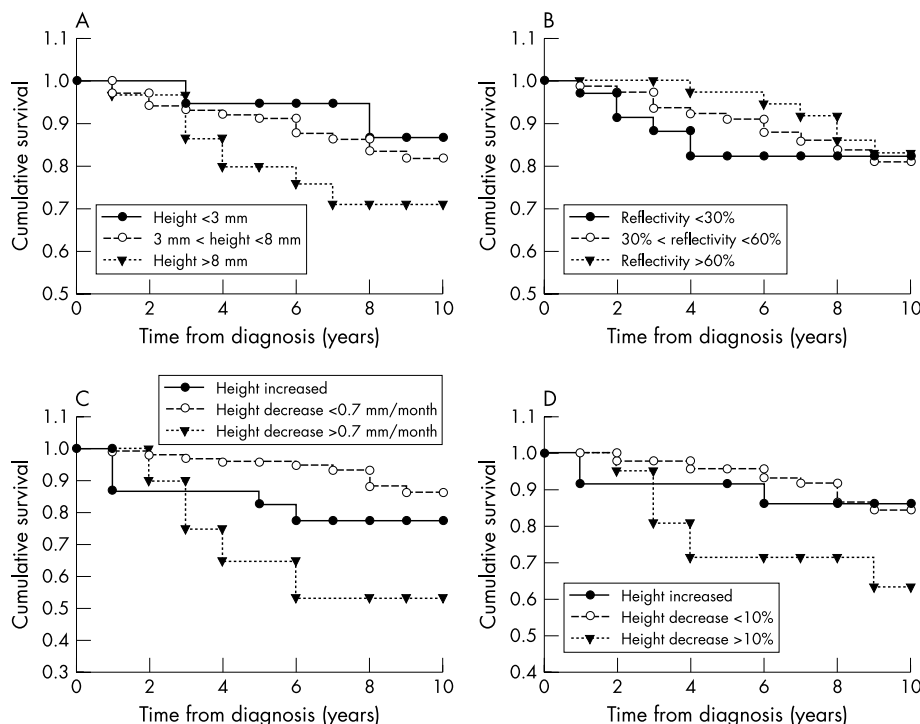 A
1.1
1.0
0.9
0.8
0.7
0.6
0.5
Cumulative survival
Height <3 mm
3 mm < height <8 mm
Height >8 mm
0 2 4 6 8 10
Time from diagnosis (years)
B
1.1
1.0
0.9
0.8
0.7
0.6
0.5
Cumulative survival
Reflectivity <30%
30% < reflectivity <60%
Reflectivity >60%
0 2 4 6 8 10
Time from diagnosis (years)
C
Height increased
Height decrease <0.7 mm/month
Height decrease >0.7 mm/month
1.1
1.0
0.9
0.8
0.7
0.6
0.5
0.4
0.3
Cumulative survival
0 2 4 6 8 10
Time from diagnosis (years)
D
1.1
1.0
0.9
0.8
0.7
0.6
0.5
0.4
Cumulative survival
Height increased
Height decrease <10%
Height decrease >10%
0 2 4 6 8 10
Time from diagnosis (years)